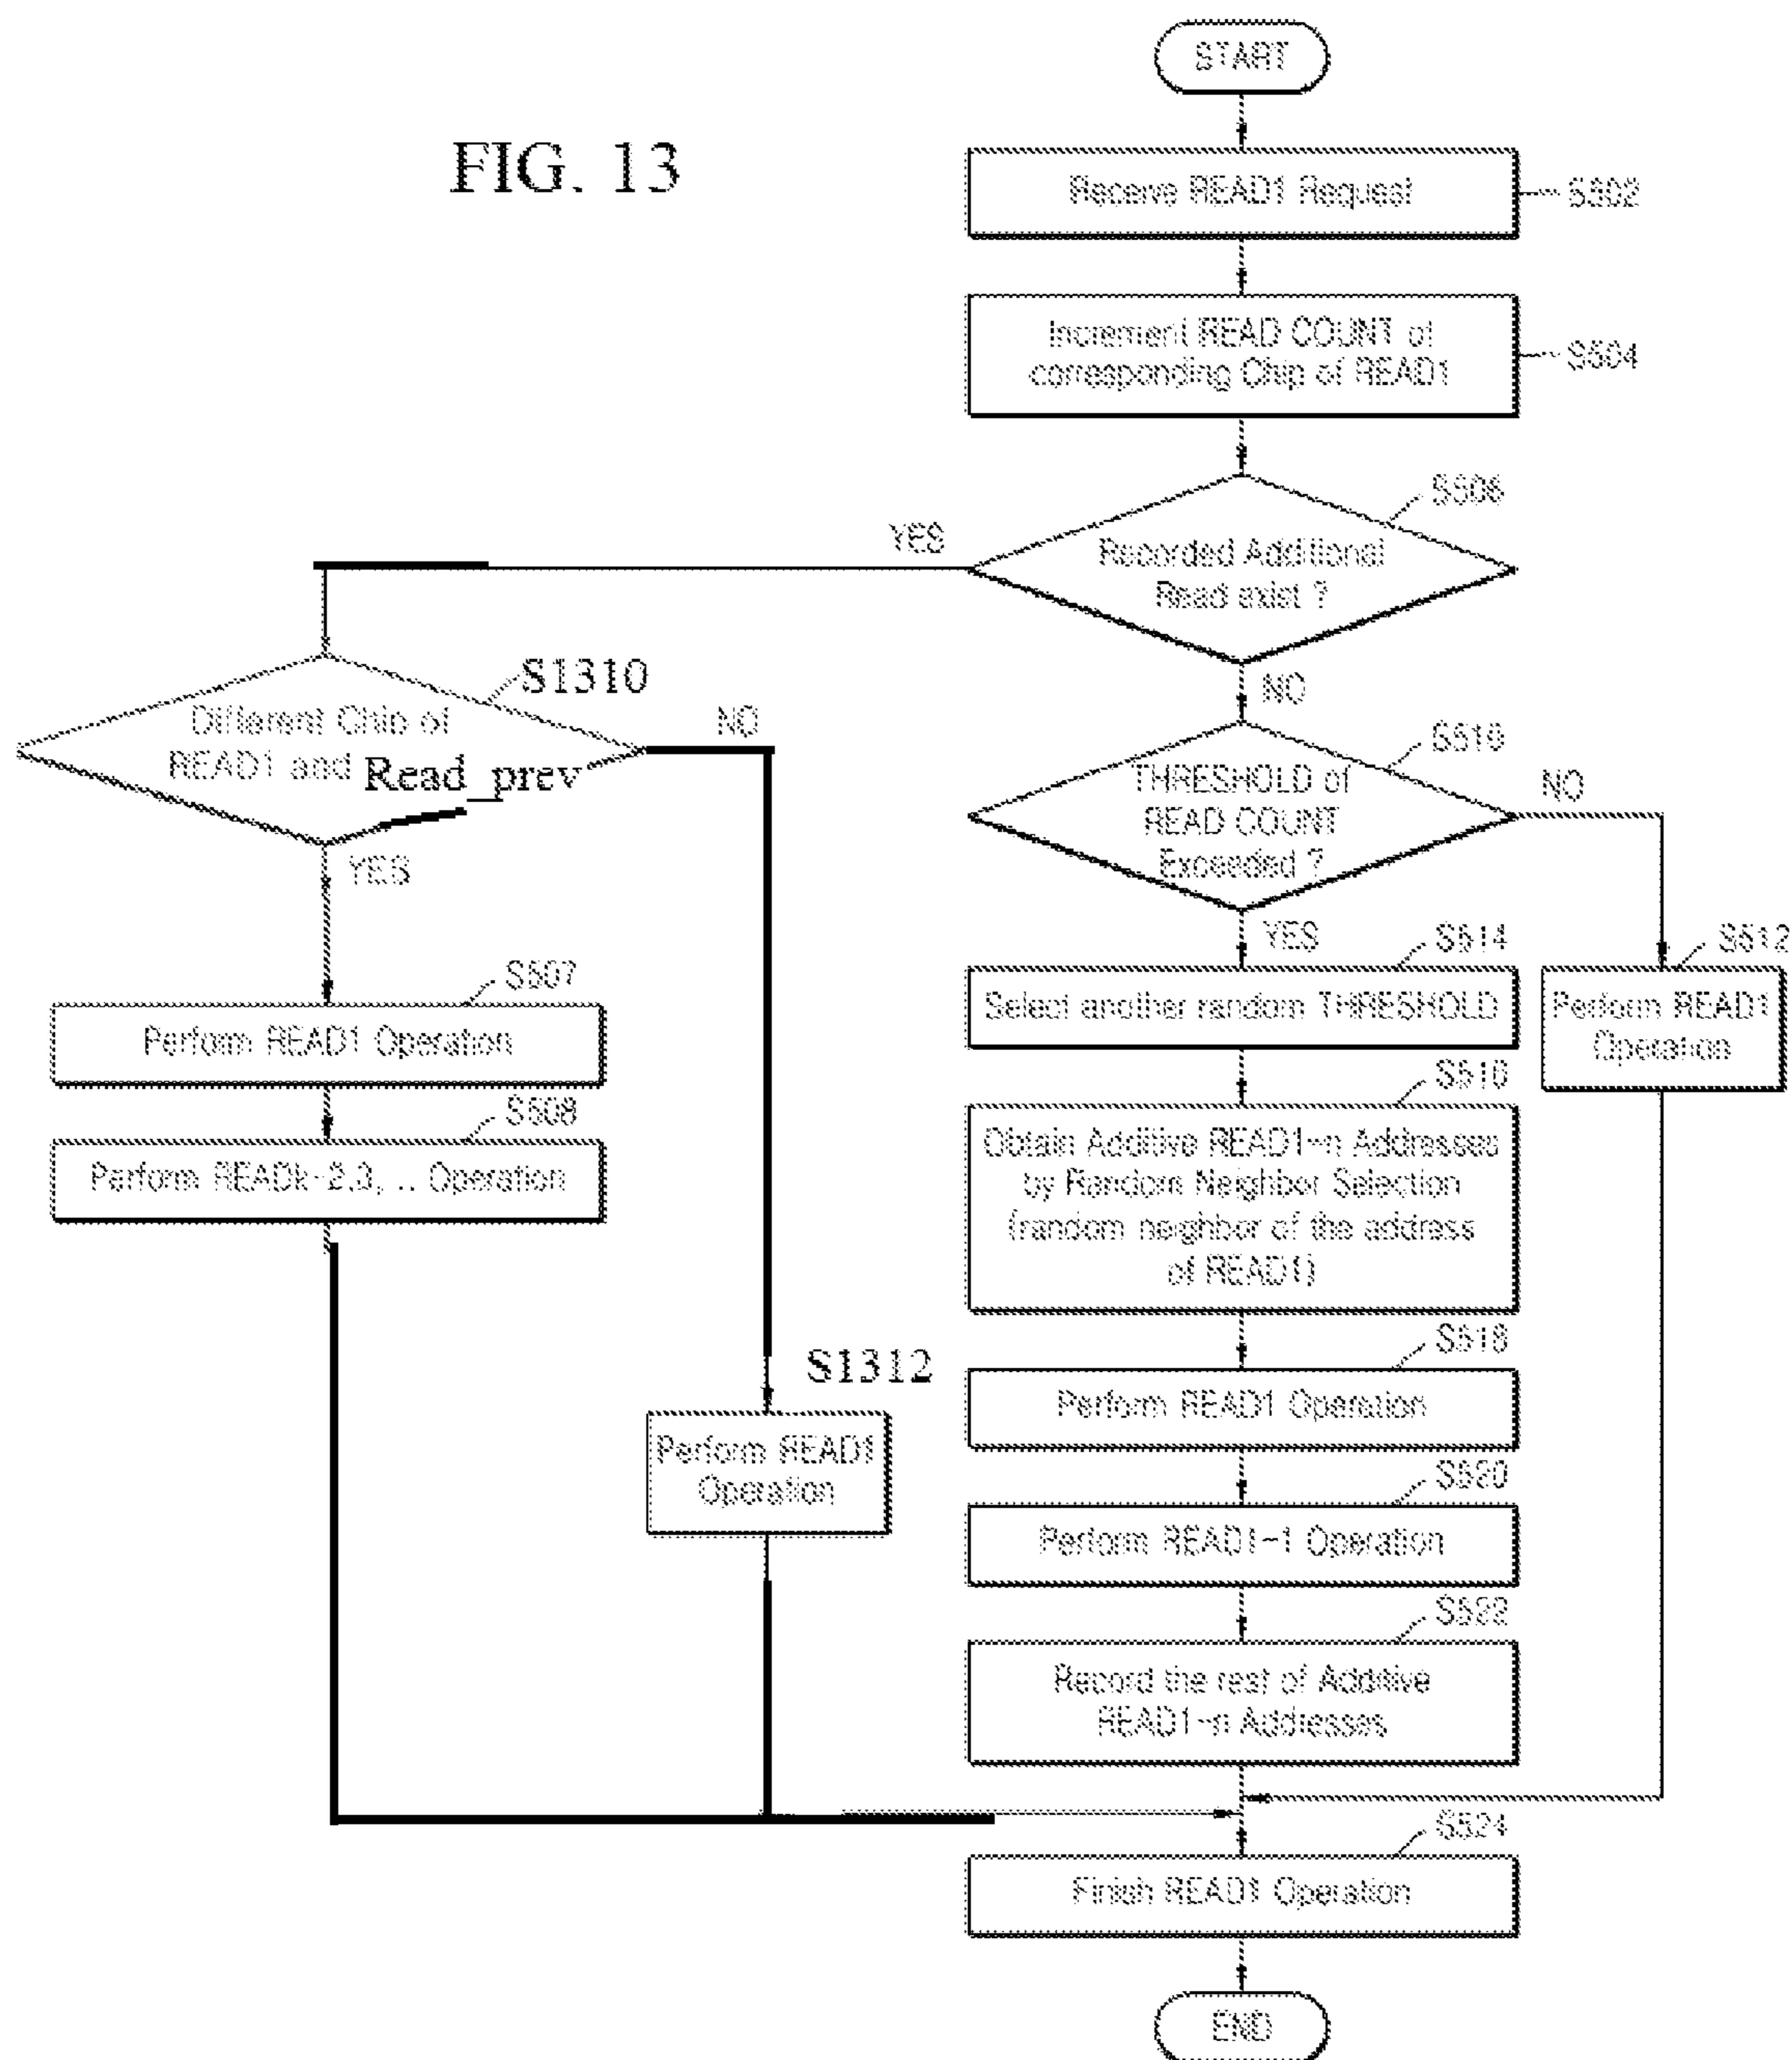 START
FIG. 13
Receive READ1 Request
S502
Increment READ COUNT of
corresponding Chip of READ1
S504
S506
YES
Recorded Additional
Read exist ?
NO
S1310
Different Chip of
READ1 and Read_prev
NO
YES
S510
THRESHOLD of
READ COUNT
Exceeded ?
NO
YES
S514
Select another random THRESHOLD
S512
Perform READ1
Operation
S507
Perform READ1 Operation
S508
Perform READk-2,3, .. Operation
Obtain Additive READ1-n Addresses
by Random Neighbor Selection
(random neighbor of the address
of READ1)
S518
Perform READ1 Operation
S1312
Perform READ1
Operation
S520
Perform READ1-1 Operation
S522
Record the rest of Additive
READ1-n Addresses
S524
Finish READ1 Operation
END